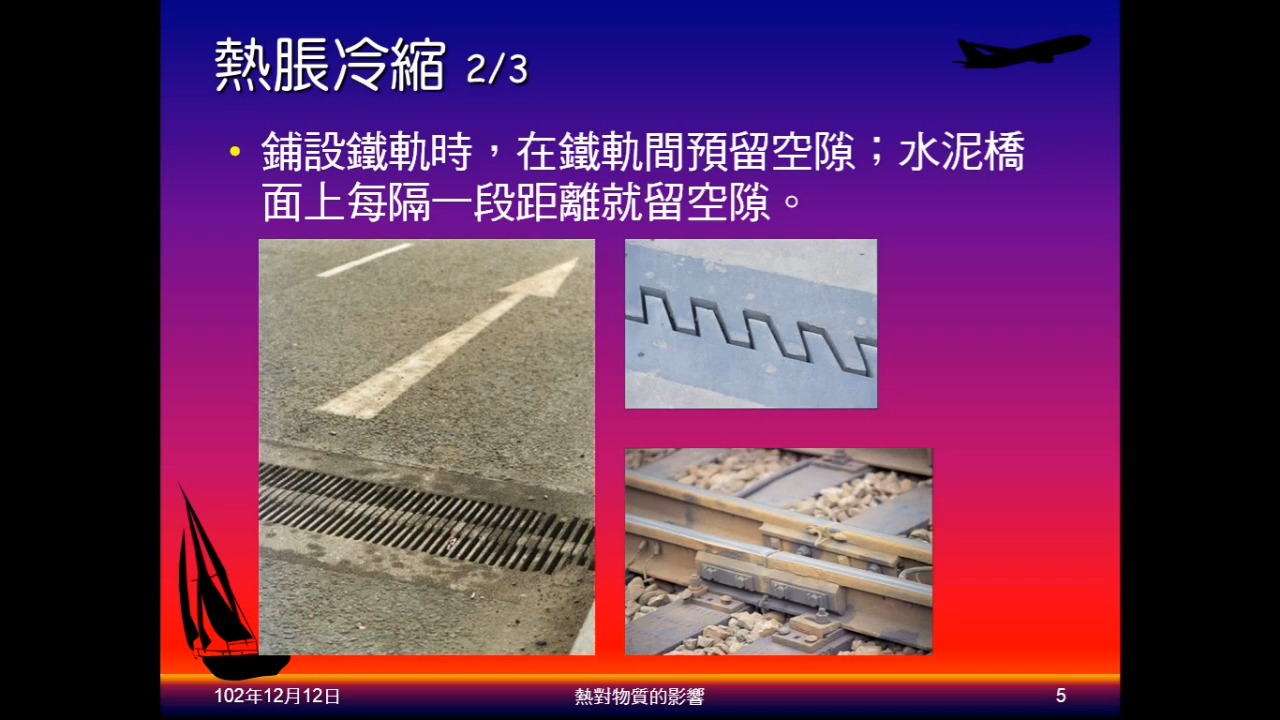 熱脹冷縮 2/3
• 鋪設鐵軌時，在鐵軌間預留空隙；水泥橋
面上每隔一段距離就留空隙。
102年12月12日
熱對物質的影響
5